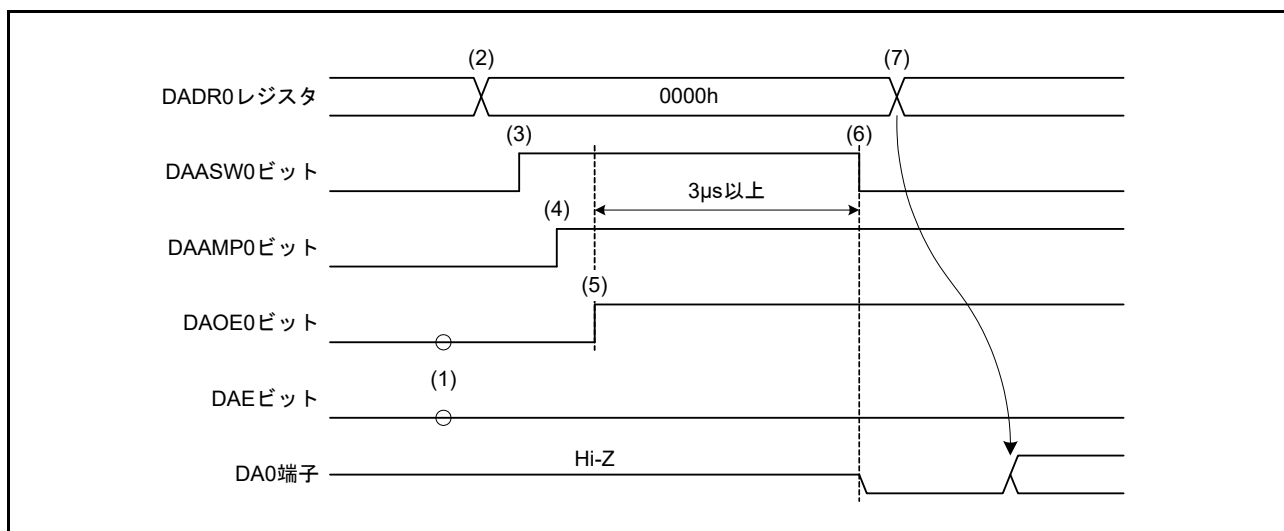 (2) (7)
DADR0レジスタ 0000h
(3) (6)
DAASW0ビット
3µs以上
(4)
DAAMP0ビット
(5)
DAOE0ビット
(1)
DAEビット
Hi-Z
DA0端子